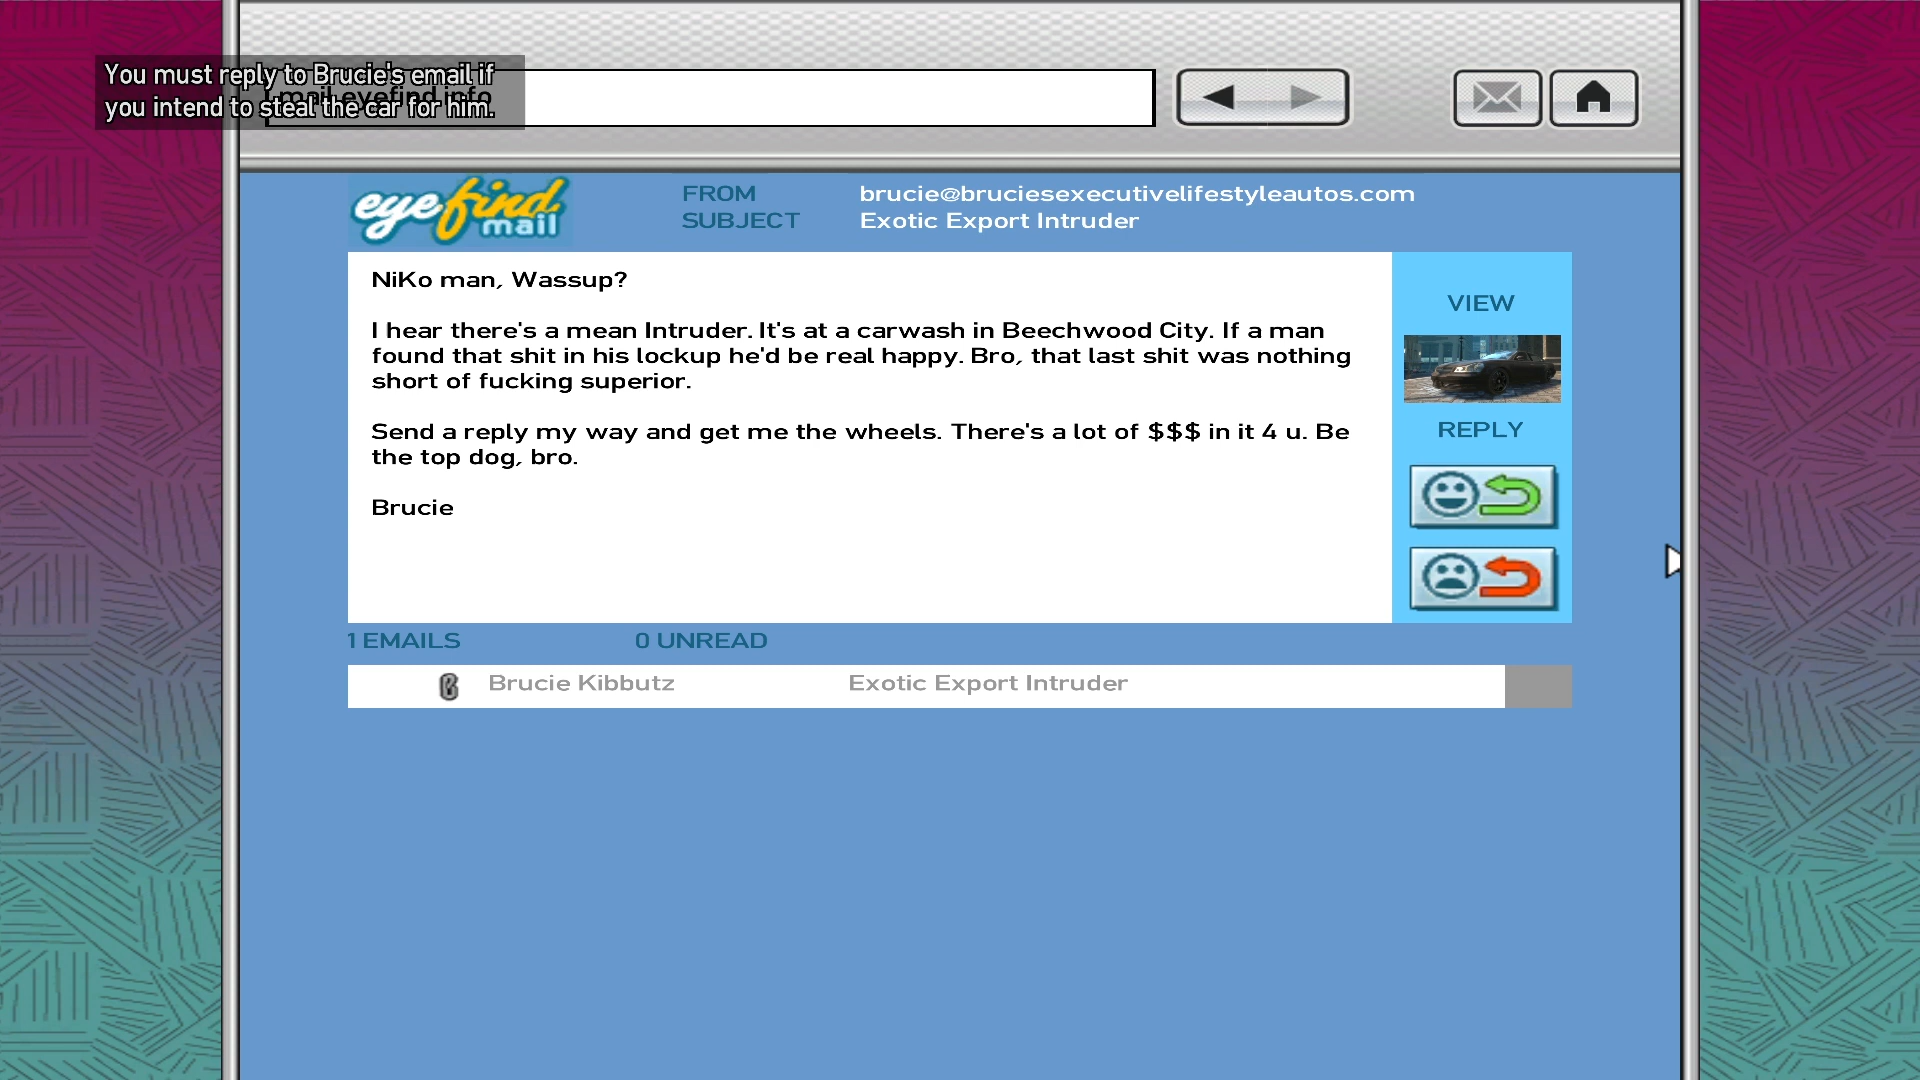 You must reply to Brucie's email if
you intend to steal the car for him.
mail.eyefind.info
eyefind
mail
FROM brucie@bruciesexecutivelifestyleautos.com
SUBJECT Exotic Export Intruder
NiKo man, Wassup?
I hear there's a mean Intruder. It's at a carwash in Beechwood City. If a man
found that shit in his lockup he'd be real happy. Bro, that last shit was nothing
short of fucking superior.
Send a reply my way and get me the wheels. There's a lot of $$$ in it 4 u. Be
the top dog, bro.
Brucie
VIEW
REPLY
1 EMAILS 0 UNREAD
Brucie Kibbutz Exotic Export Intruder